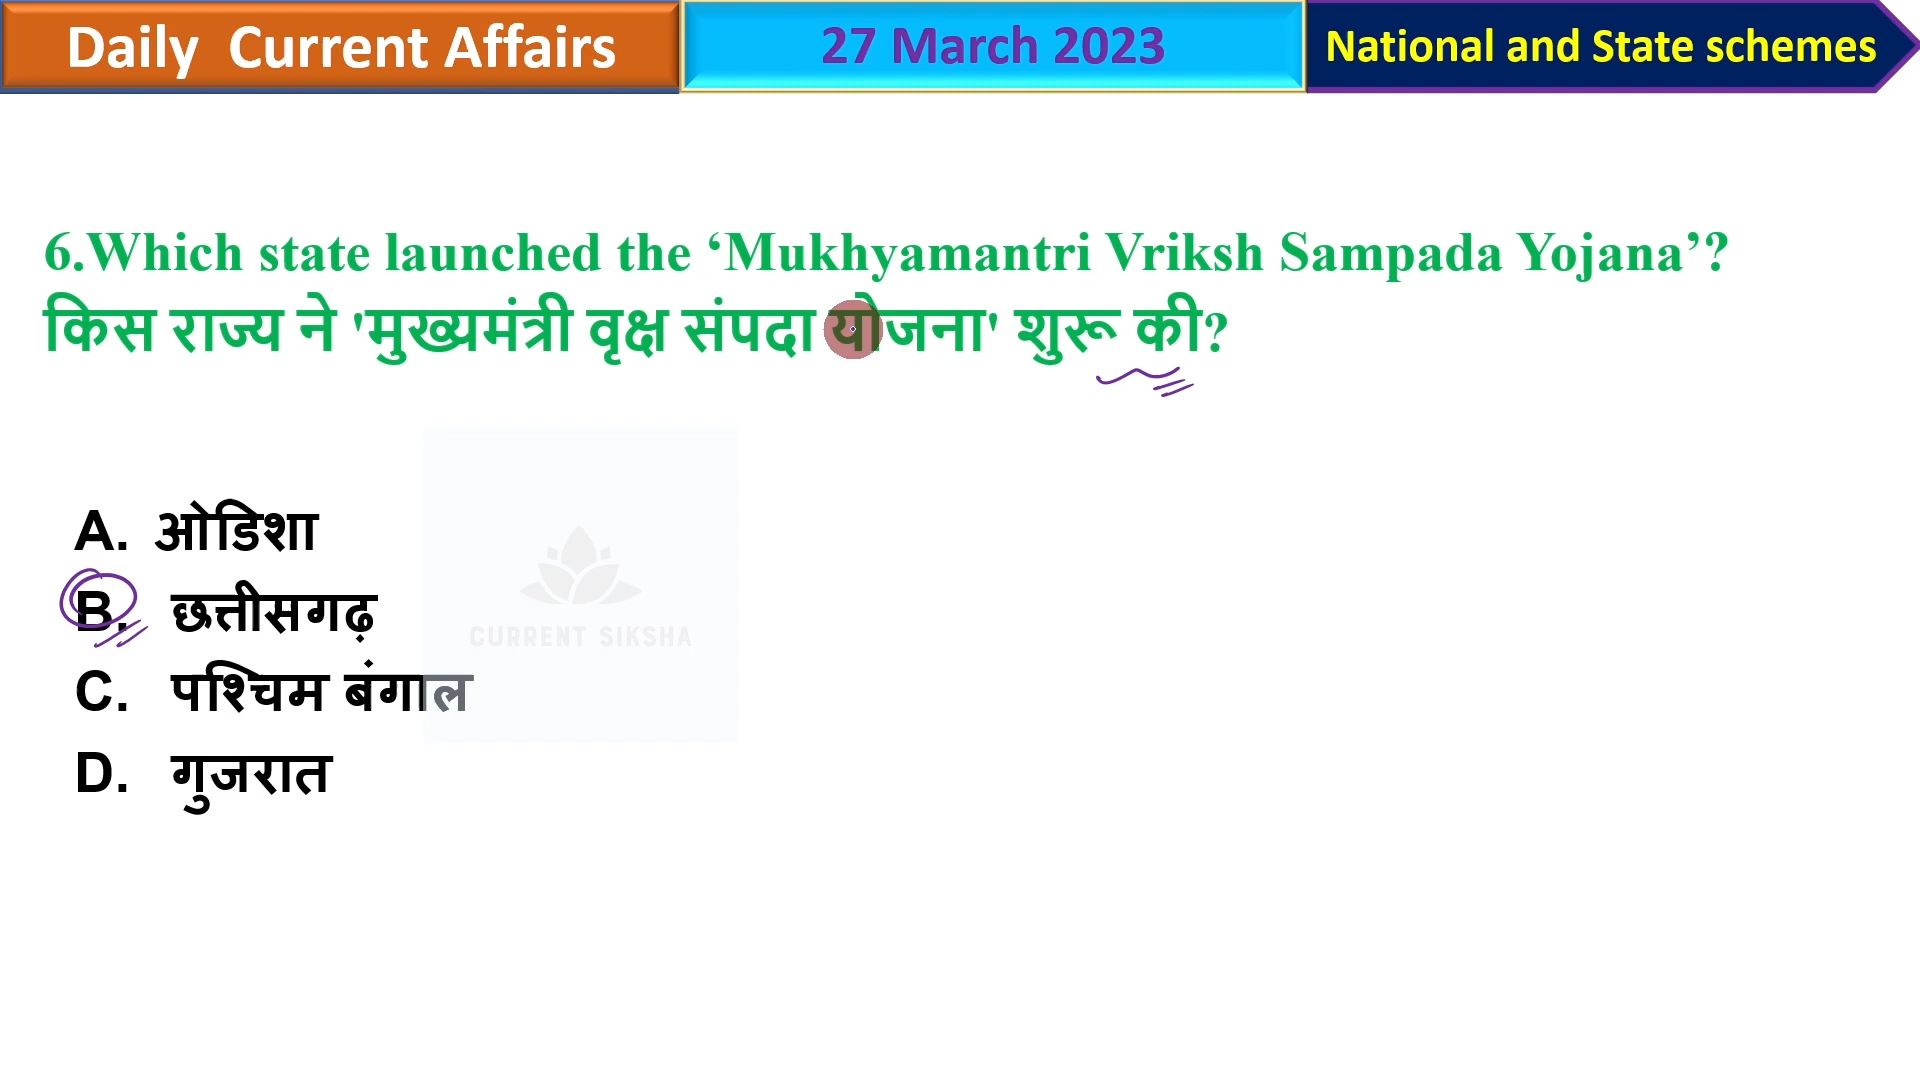 Daily Current Affairs
27 March 2023
National and State schemes
6.Which state launched the ‘Mukhyamantri Vriksh Sampada Yojana’?
किस राज्य ने 'मुख्यमंत्री वृक्ष संपदा योजना' शुरू की?
A. ओडिशा
B. छत्तीसगढ़
CURRENT SIKSHA
C. पश्चिम बंगाल
D. गुजरात